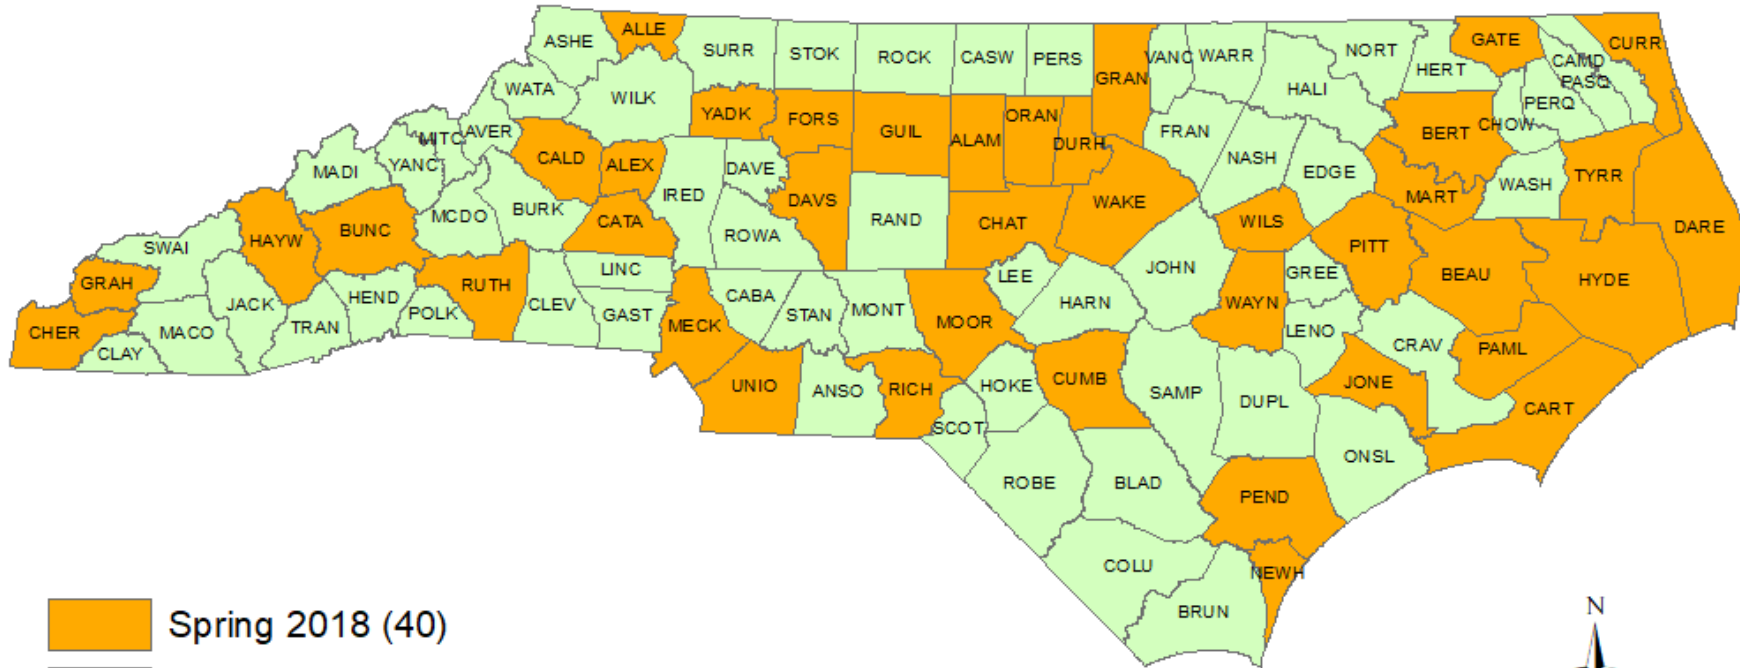 ALLE
ASHE
SURR
STOK
ROCK
CASW
PERS
GRAN
VANC
WARR
NORT
HERT
GATE
CAMD
PASQ
CURR
WATA
WILK
HALI
PERQ
CHOW
YADK
FORS
GUIL
ALAM
ORAN
DURH
FRAN
BERT
MITC
AVER
YANC
MADI
CALD
ALEX
IRED
DAVE
NASH
EDGE
WASH
TYRR
MCDO
BURK
CATA
DAVS
RAND
CHAT
WAKE
WILS
MART
DARE
SWAI
HAYW
BUNC
ROWA
JOHN
PITT
GRAH
JACK
HEND
RUTH
LINC
LEE
GREE
BEAU
HYDE
CHER
MACO
TRAN
POLK
CLEV
GAST
CABA
STAN
MONT
MOOR
HARN
WAYN
LENO
CLAY
MECK
CRAV
PAML
UNIO
ANSO
RICH
HOKE
CUMB
SAMP
DUPL
JONE
CART
SCOT
ONSL
ROBE
BLAD
PEND
COLU
NEWH
BRUN
Spring 2018 (40)
N